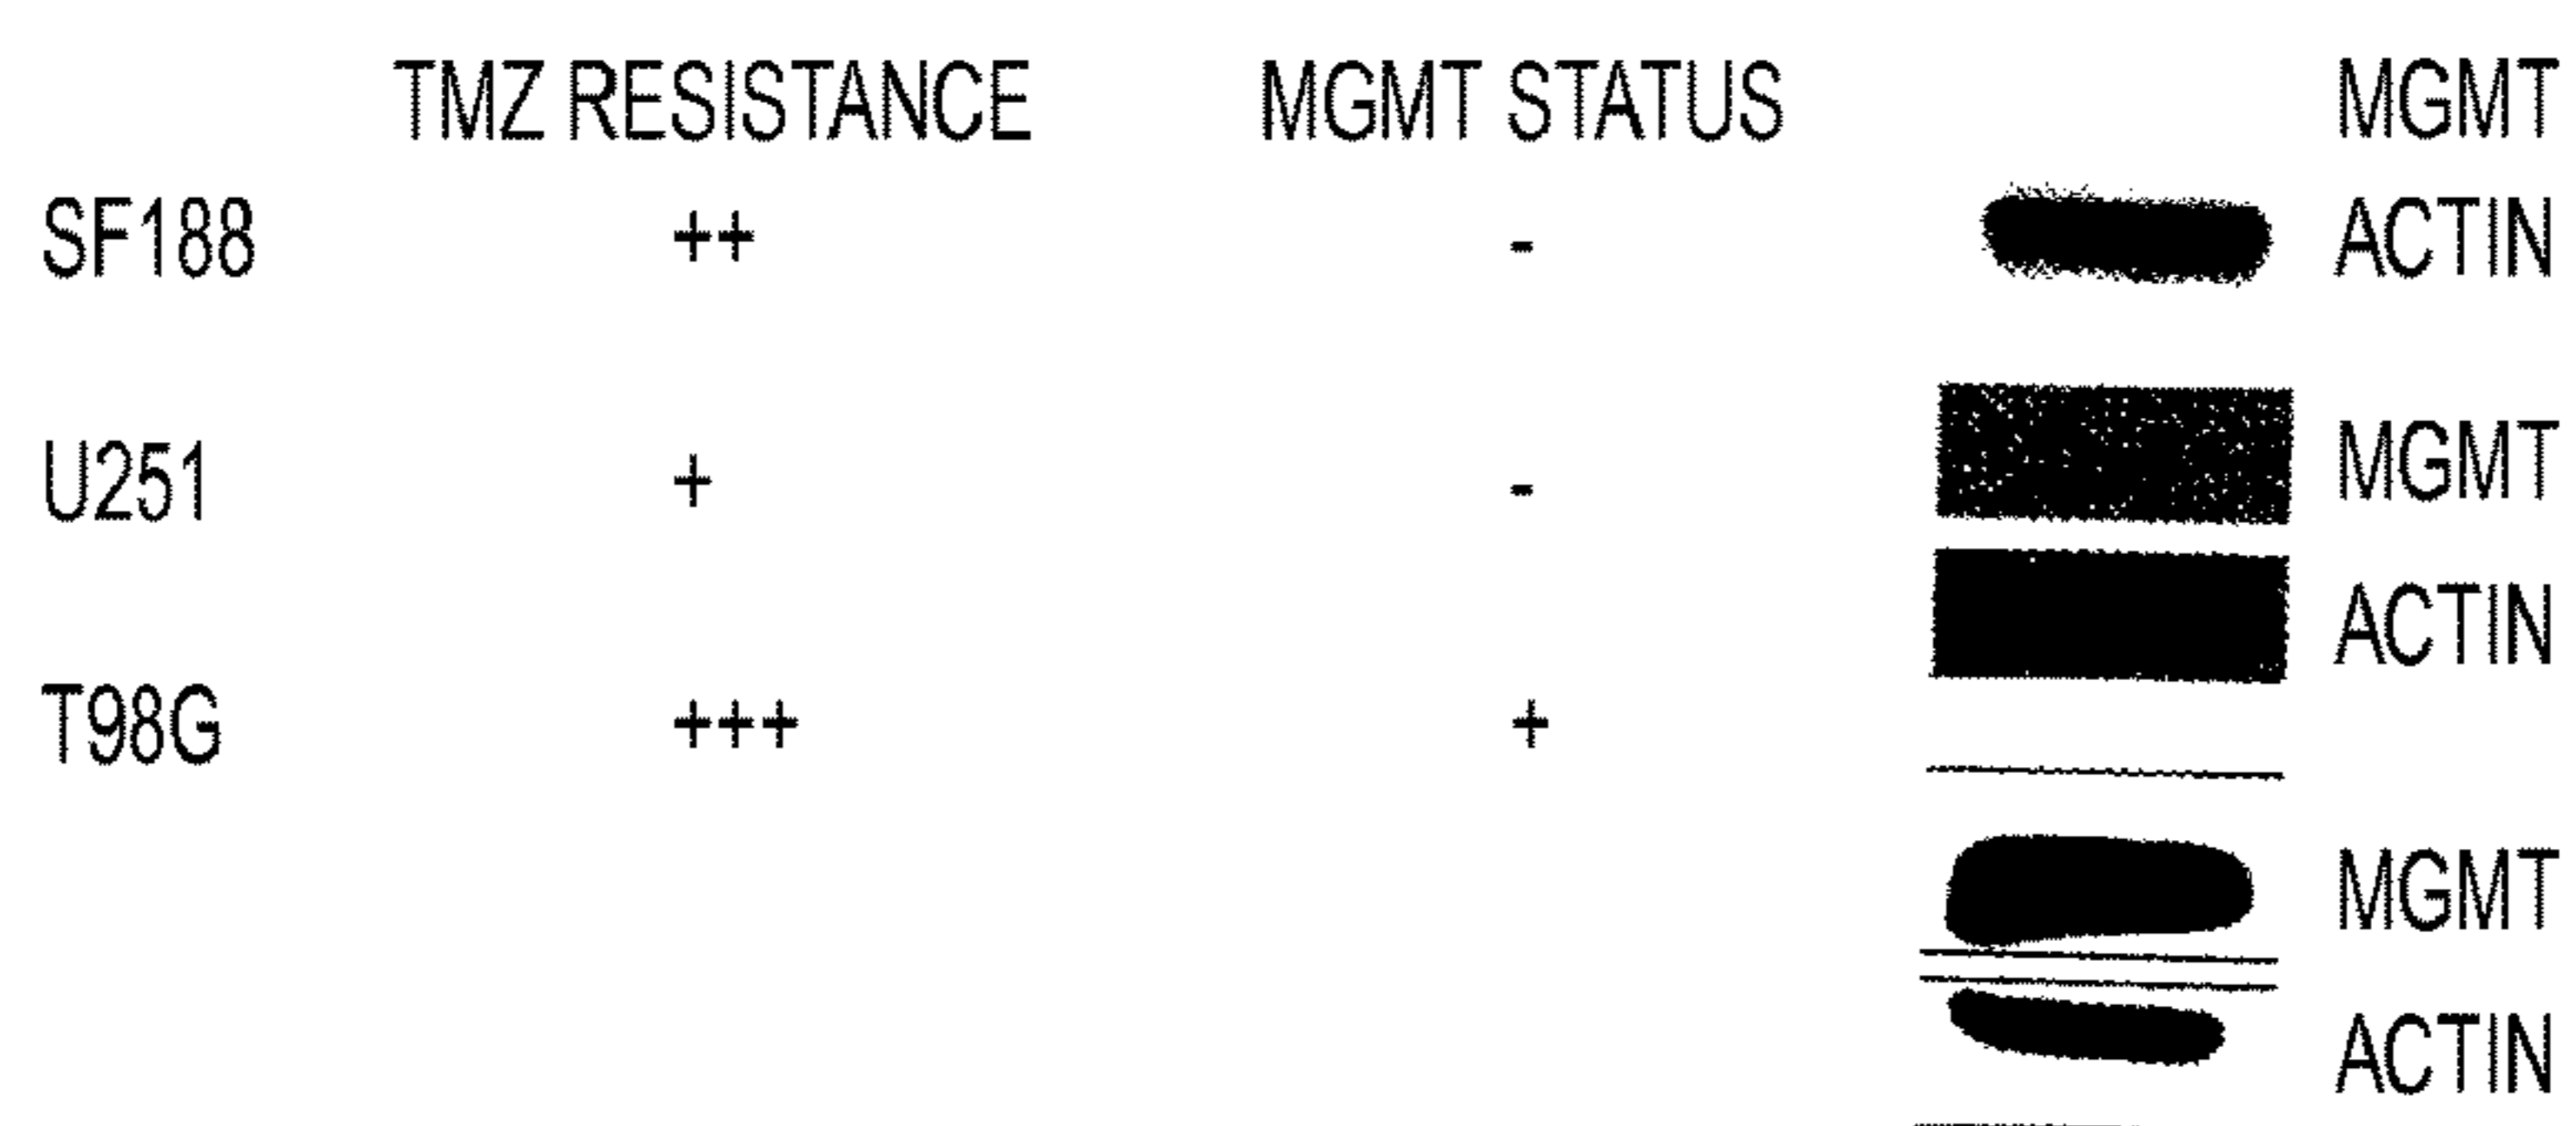 TMZ RESISTANCE MGMT STATUS MGMT
SF188 ++ - ACTIN
U251 + - MGMT
ACTIN
T98G +++ +
MGMT
ACTIN